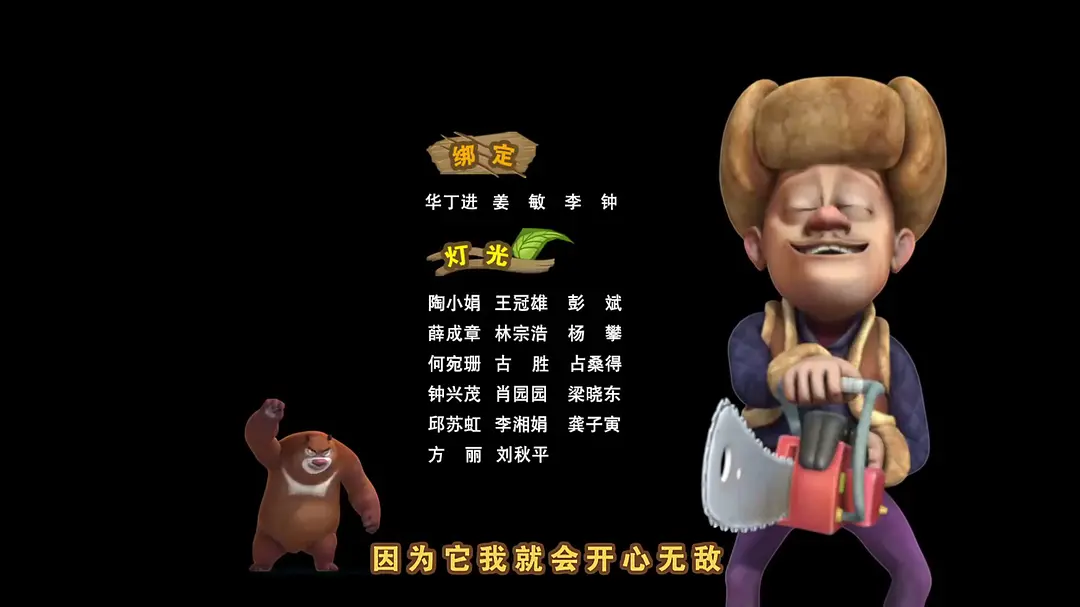 绑定
华丁进 姜敏 李钟
灯光
陶小娟 王冠雄 彭斌
薛成章 林宗浩 杨攀
何宛珊 古胜 占桑得
钟兴茂 肖园园 梁晓东
邱苏虹 李湘娟 龚子寅
方丽 刘秋平
因为它我就会开心无敌